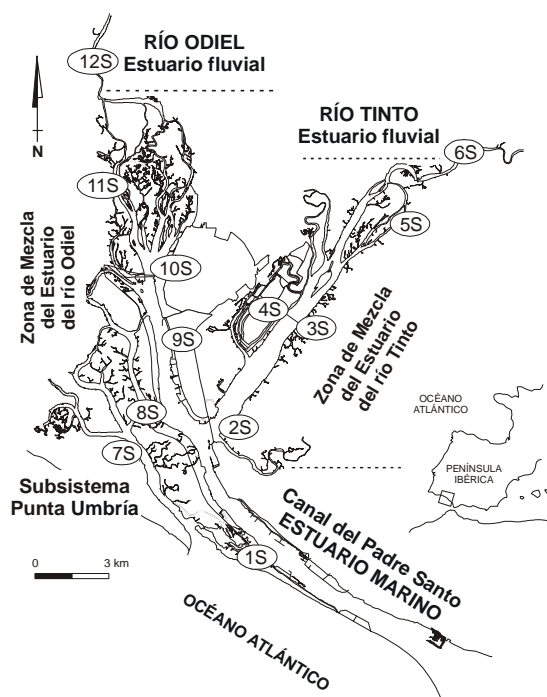 RÍO ODIEL
Estuario fluvial
12S
RÍO TINTO
Estuario fluvial
N
6S
11S
5S
Zona de Mezcla
del Estuario
del río Odiel
10S
4S
3S
9S
Zona de Mezcla
del Estuario
del río Tinto
OCÉANO
ATLÁNTICO
8S
2S
7S
PENÍNSULA
IBÉRICA
Subsistema
Punta Umbría
Canal del Padre Santo
ESTUARIO MARINO
1S
0 3 km
OCÉANO ATLÁNTICO